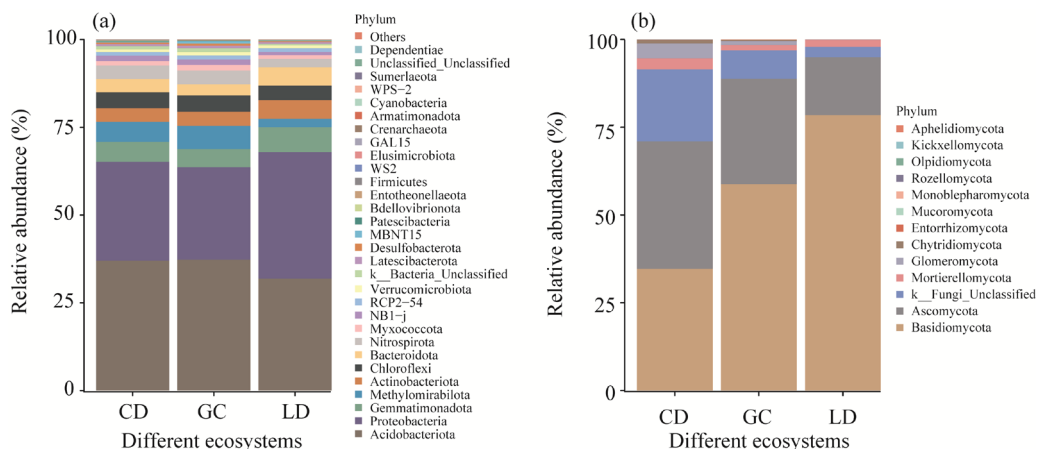 (a)
Relative abundance (%)
100
75
50
25
0
CD GC LD
Different ecosystems
Phylum
Others
Dependentiae
Unclassified_Unclassified
Sumerlaeota
WPS−2
Cyanobacteria
Armatimonadota
Crenarchaeota
GAL15
Elusimicrobiota
WS2
Firmicutes
Entotheonellaeota
Bdellovibrionota
Patescibacteria
MBNT15
Desulfobacterota
Latescibacterota
k__Bacteria_Unclassified
Verrucomicrobiota
RCP2−54
NB1−j
Myxococcota
Nitrospirota
Bacteroidota
Chloroflexi
Actinobacteriota
Methylomirabilota
Gemmatimonadota
Proteobacteria
Acidobacteriota
(b)
Relative abundance (%)
100
75
50
25
0
CD GC LD
Different ecosystems
Phylum
Aphelidiomycota
Kickxellomycota
Olpidiomycota
Rozellomycota
Monoblepharomycota
Mucoromycota
Entorrhizomycota
Chytridiomycota
Glomeromycota
Mortierellomycota
k__Fungi_Unclassified
Ascomycota
Basidiomycota